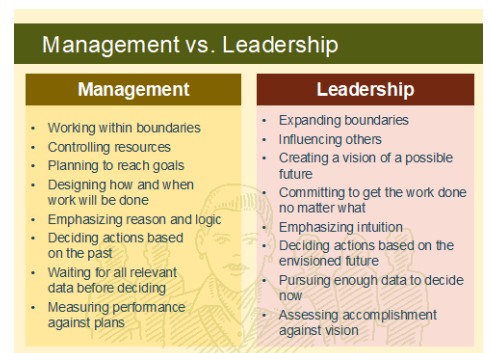 Management vs. Leadership
Management
• Working within boundaries
• Controlling resources
• Planning to reach goals
• Designing how and when
work will be done
• Emphasizing reason and logic
• Deciding actions based
on the past
• Waiting for all relevant
data before deciding
• Measuring performance
against plans
Leadership
• Expanding boundaries
• Influencing others
• Creating a vision of a possible
future
• Committing to get the work done
no matter what
• Emphasizing intuition
• Deciding actions based on the
envisioned future
• Pursuing enough data to decide
now
• Assessing accomplishment
against vision